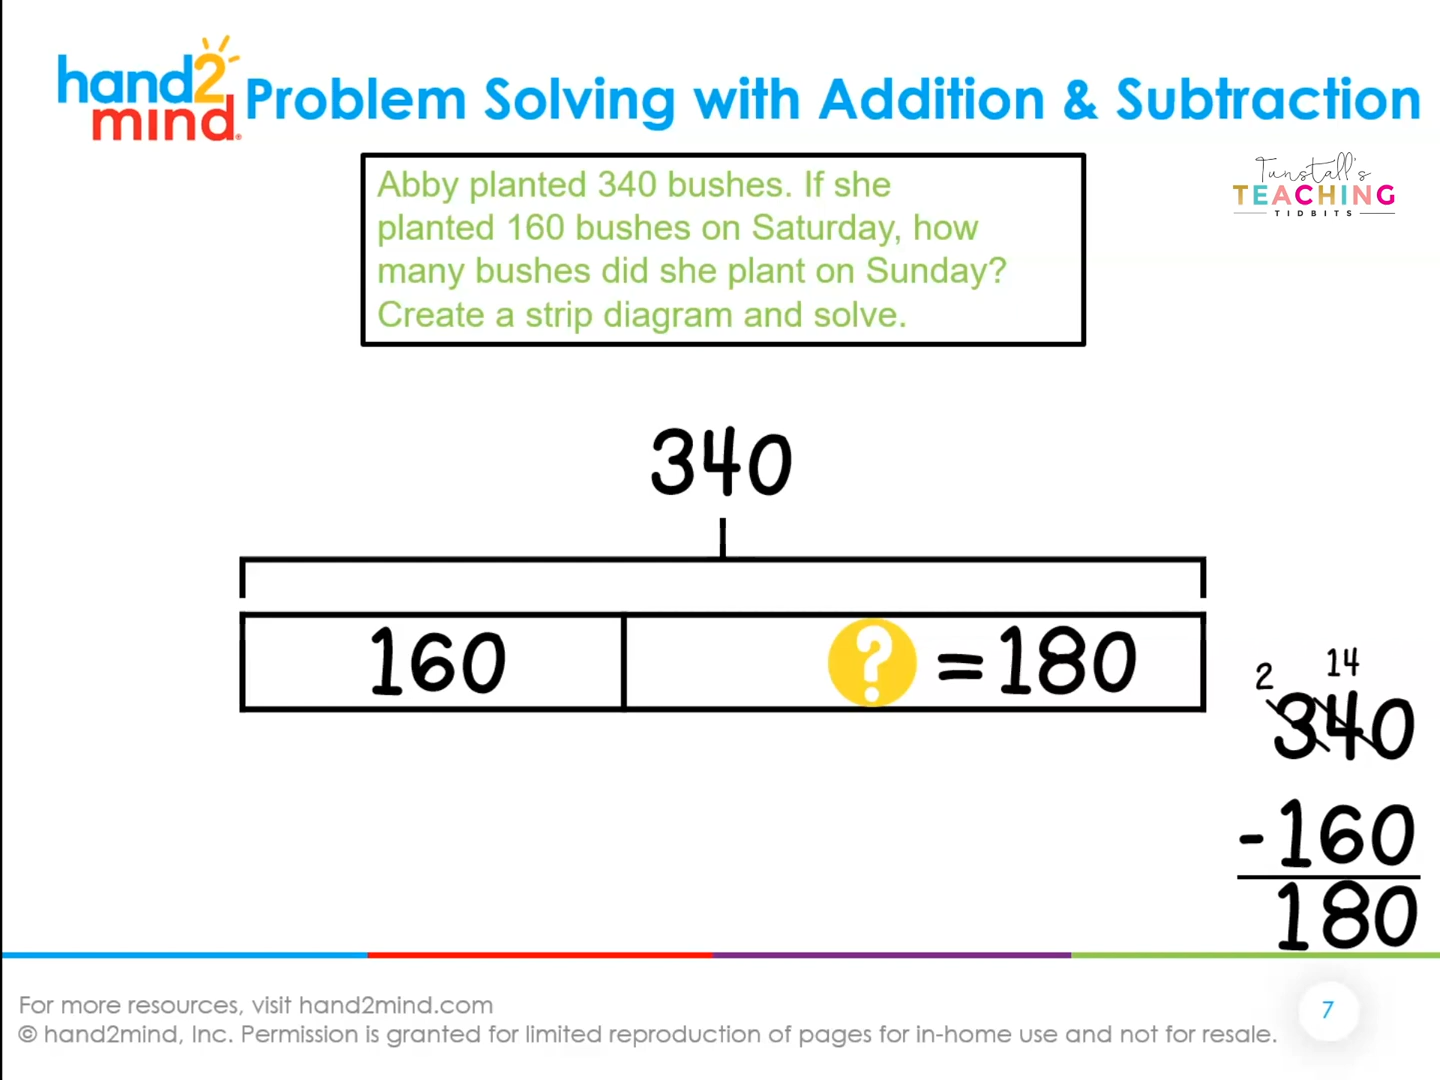 hand2
mind®
Problem Solving with Addition & Subtraction
Tunstall's
TEACHING
TIDBITS
Abby planted 340 bushes. If she
planted 160 bushes on Saturday, how
many bushes did she plant on Sunday?
Create a strip diagram and solve.
340
160 ? =180
2 14
340
-160
180
For more resources, visit hand2mind.com
© hand2mind, Inc. Permission is granted for limited reproduction of pages for in-home use and not for resale.
7